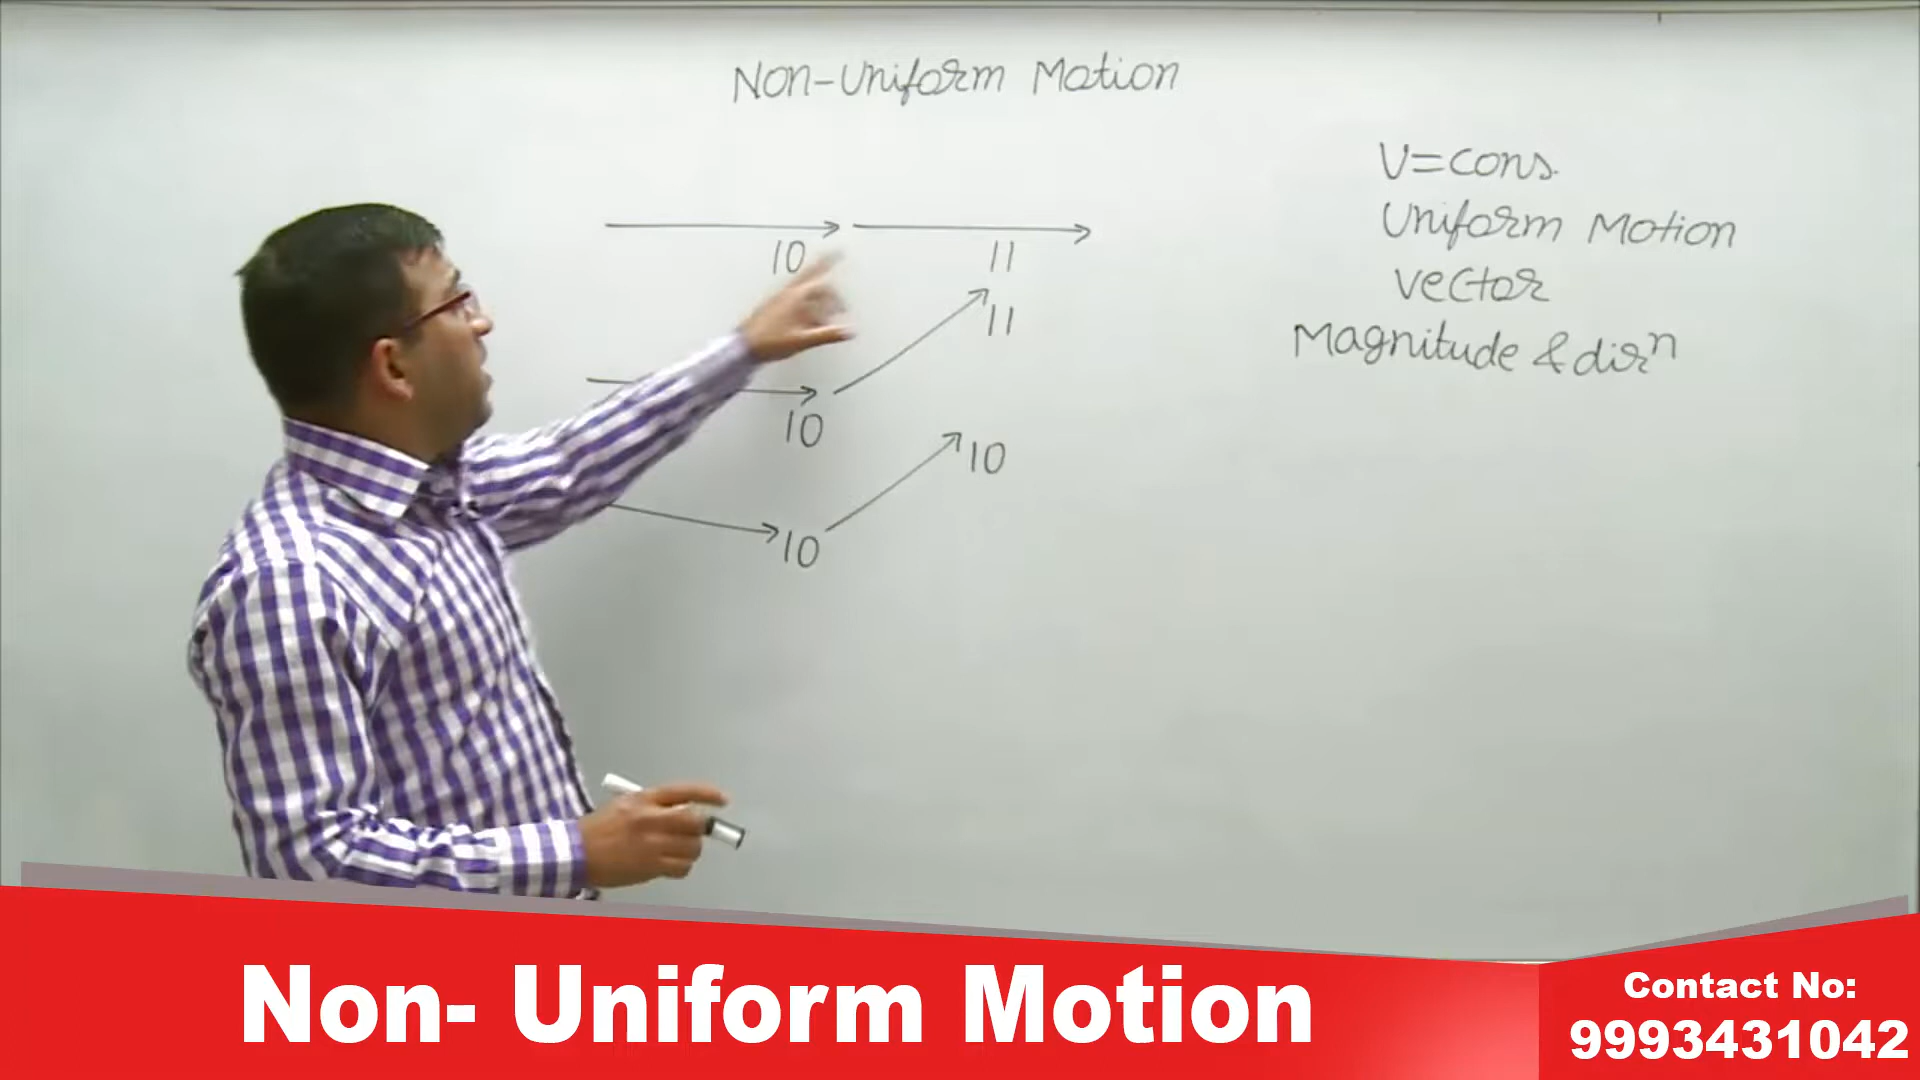 Non-Uniform Motion
V=cons.
Uniform Motion
Vector
Magnitude & dirⁿ
10
11
11
10
10
10
Non- Uniform Motion
Contact No:
9993431042